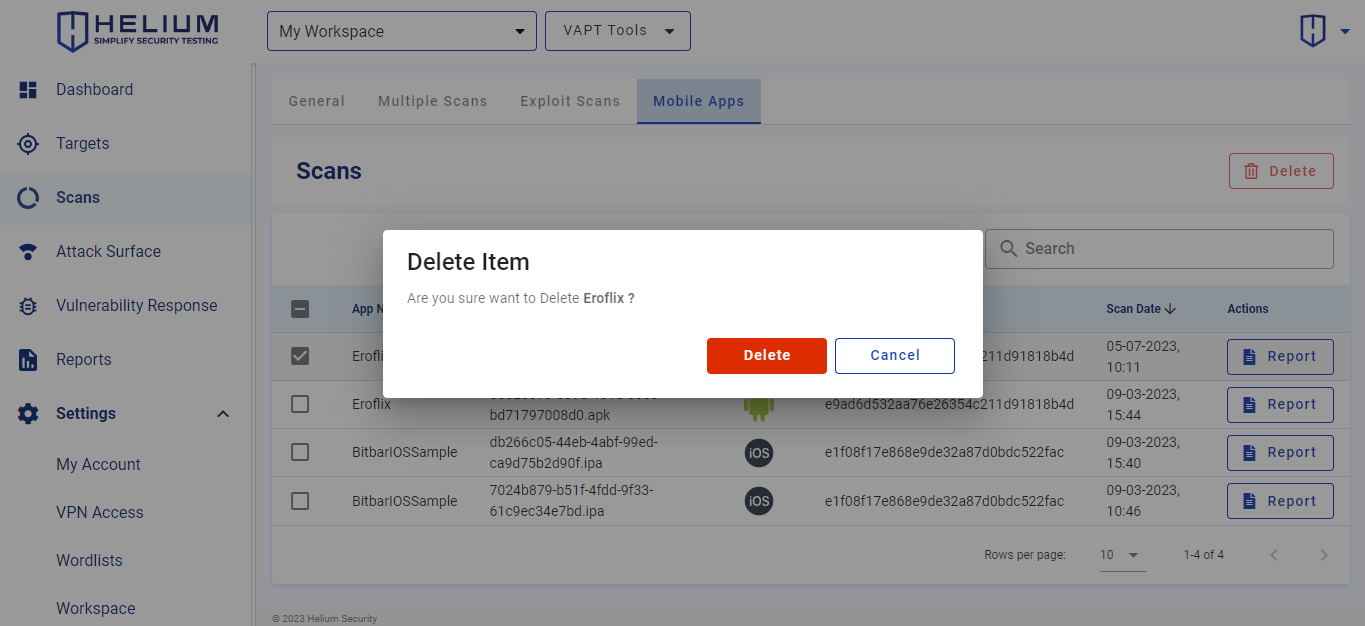 HELIUM
SIMPLIFY SECURITY TESTING
My Workspace
VAPT Tools
Dashboard
Targets
Scans
Attack Surface
Vulnerability Response
Reports
Settings
My Account
VPN Access
Wordlists
Workspace
General Multiple Scans Exploit Scans Mobile Apps
Scans
Delete
Search
Delete Item
Are you sure want to Delete Eroflix ?
Delete Cancel
App N Scan Date Actions
Erofli 211d91818b4d 05-07-2023,
10:11 Report
Eroflix bd71797008d0.apk e9ad6d532aa76e26354c211d91818b4d 09-03-2023,
15:44 Report
BitbarIOSSample db266c05-44eb-4abf-99ed-
ca9d75b2d90f.ipa iOS e1f08f17e868e9de32a87d0bdc522fac 09-03-2023,
15:40 Report
BitbarIOSSample 7024b879-b51f-4fdd-9f33-
61c9ec34e7bd.ipa iOS e1f08f17e868e9de32a87d0bdc522fac 09-03-2023,
10:46 Report
Rows per page: 10 1-4 of 4
© 2023 Helium Security